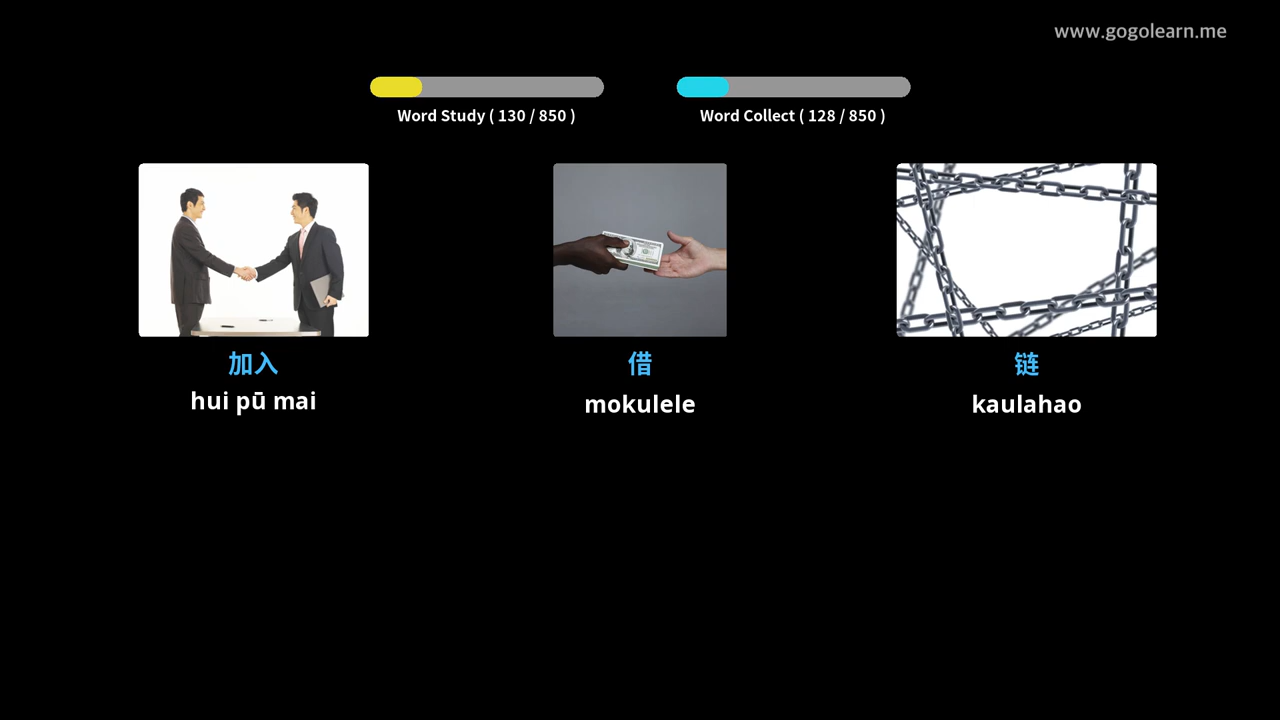 www.gogolearn.me
Word Study ( 130 / 850 )
Word Collect ( 128 / 850 )
加入
hui pū mai
借
mokulele
链
kaulahao